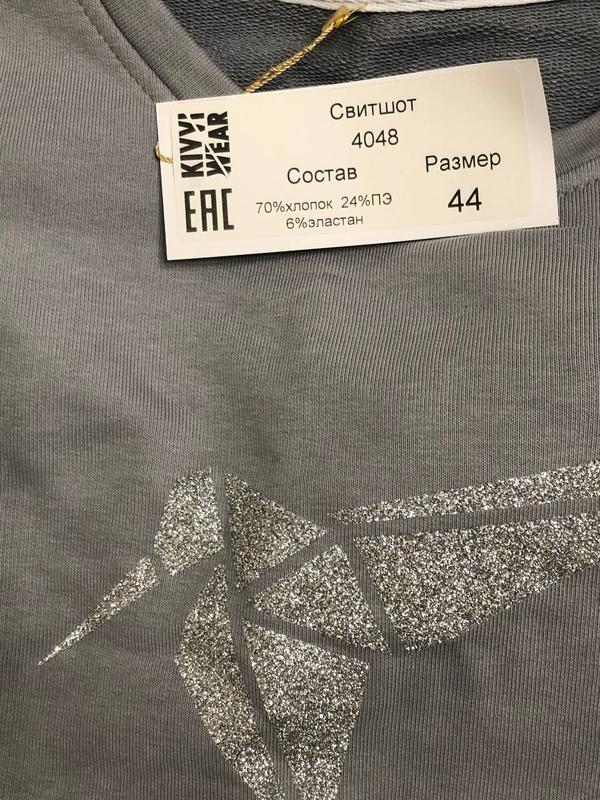 KIVVI
WEAR
EAC
Свитшот
4048
Состав
Размер
70%хлопок 24%ПЭ
6%эластан
44